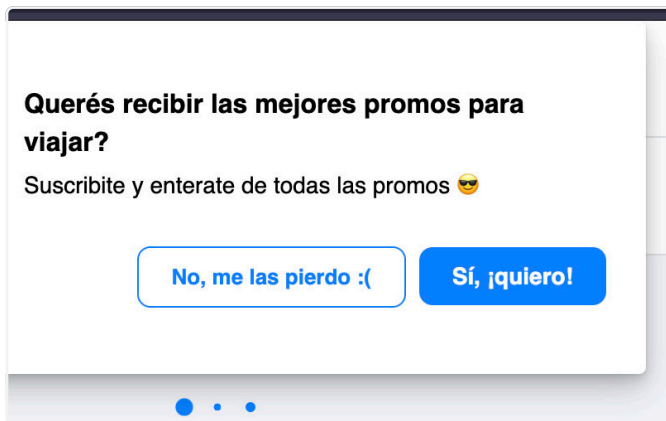 Querés recibir las mejores promos para
viajar?
Suscribite y enterate de todas las promos 😎
No, me las pierdo :(
Sí, ¡quiero!